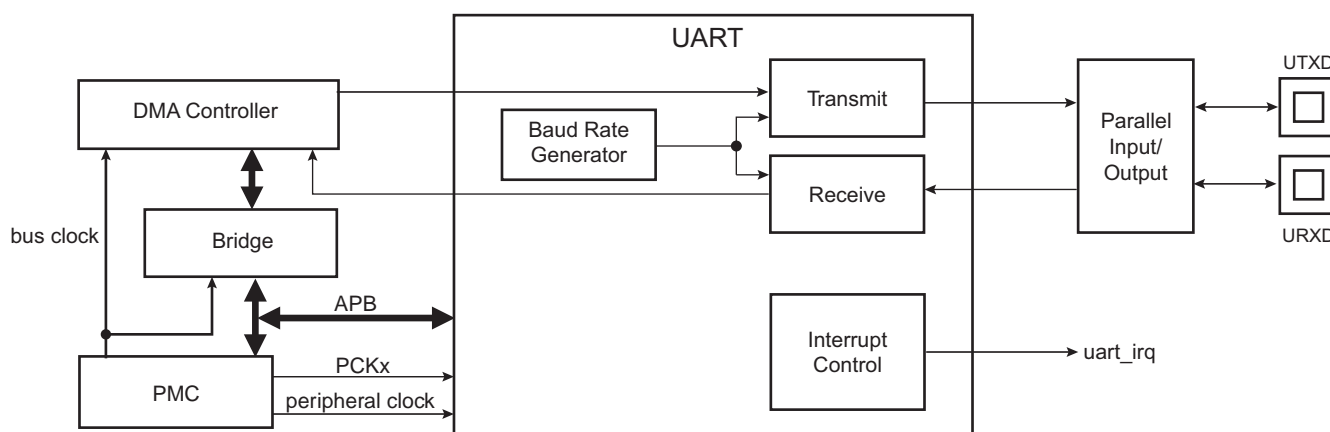 UART
UTXD
DMA Controller
Transmit
Baud Rate
Generator
Parallel
Input/
Output
Receive
bus clock
Bridge
URXD
APB
Interrupt
Control
uart_irq
PCKx
PMC
peripheral clock